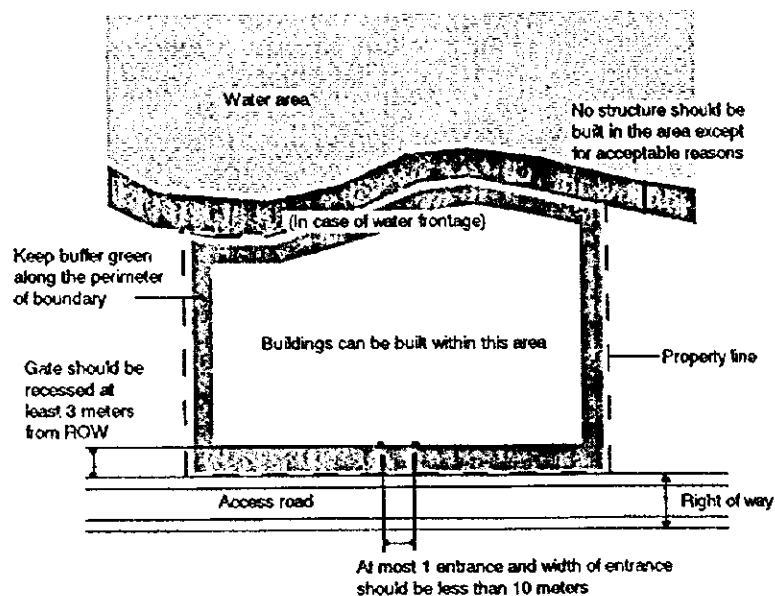 Water area
No structure should be
built in the area except
for acceptable reasons
(In case of water frontage)
Keep buffer green
along the perimeter
of boundary
Buildings can be built within this area
Property line
Gate should be
recessed at
least 3 meters
from ROW
Access road
Right of way
At most 1 entrance and width of entrance
should be less than 10 meters